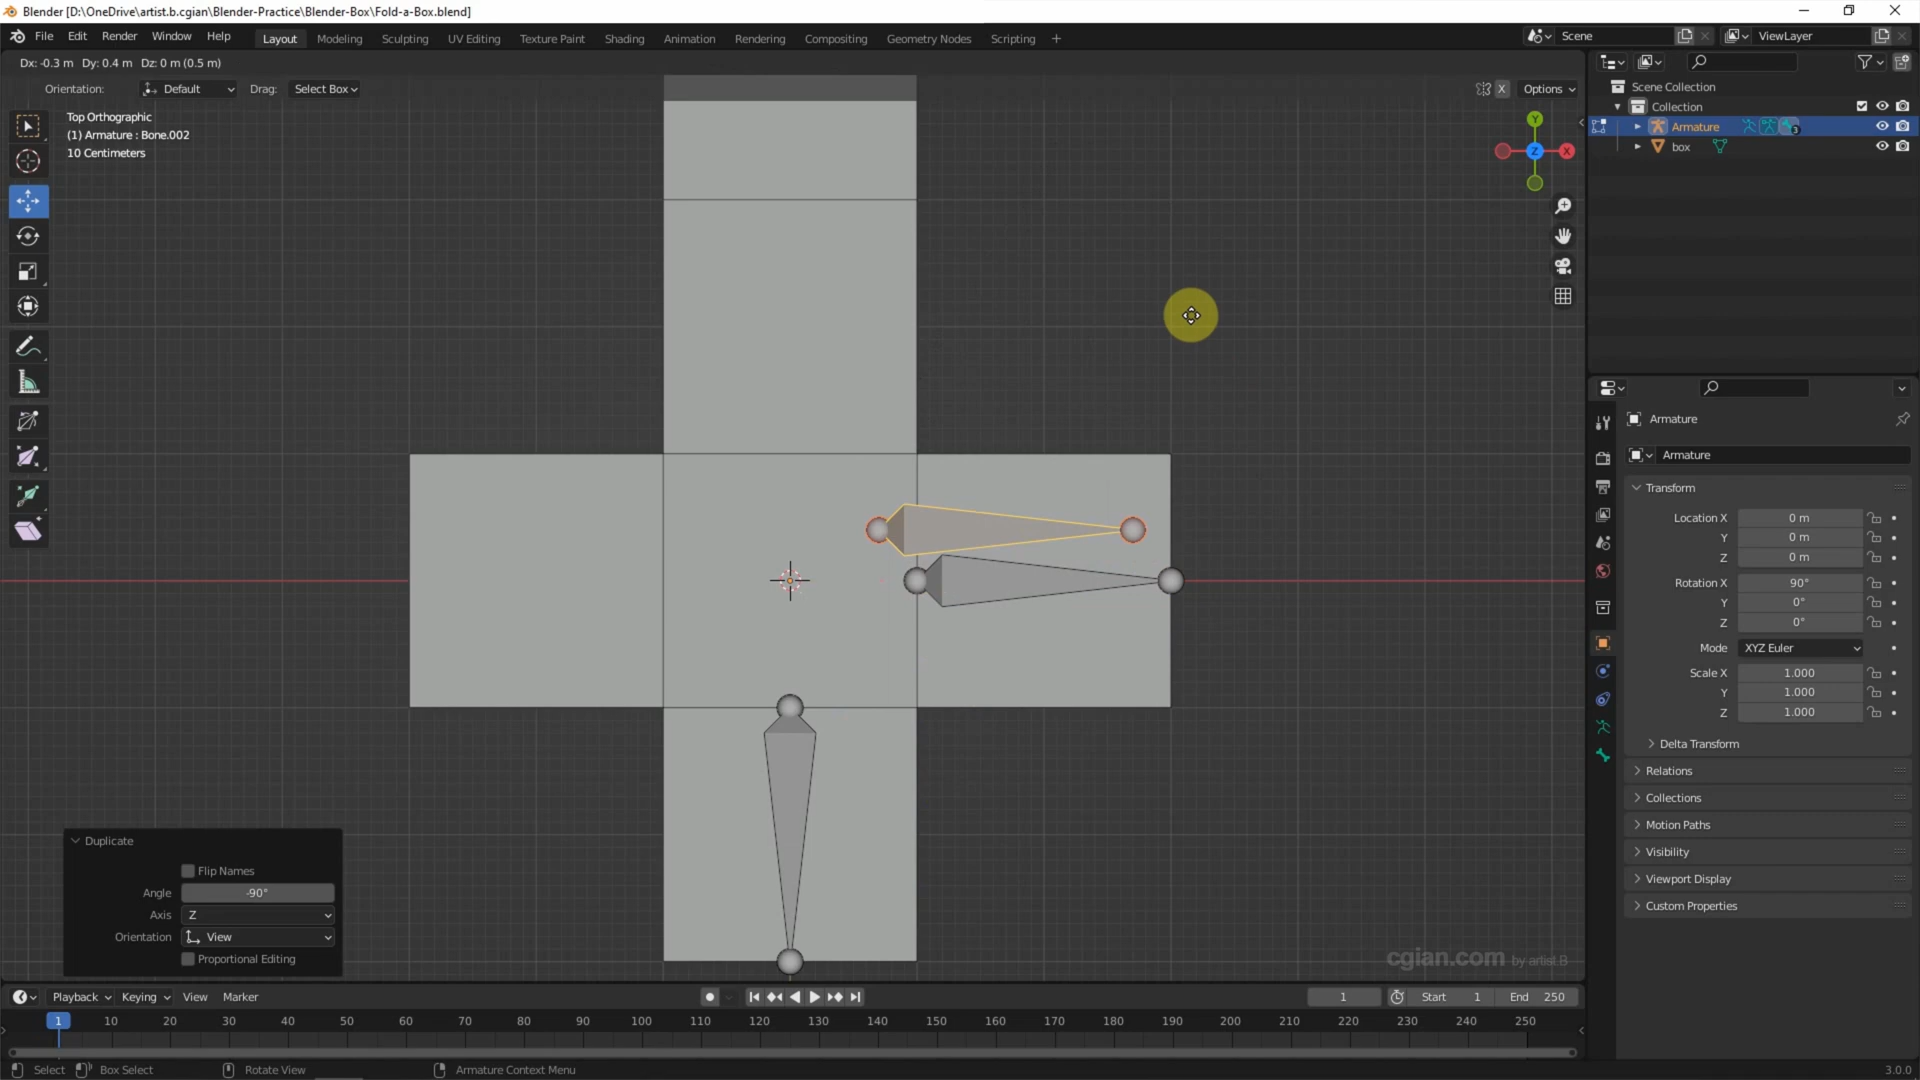 Blender [D:\OneDrive\artist.b.cgian\Blender-Practice\Blender-Box\Fold-a-Box.blend]
File Edit Render Window Help Layout Modeling Sculpting UV Editing Texture Paint Shading Animation Rendering Compositing Geometry Nodes Scripting + Scene ViewLayer
Dx: -0.3 m Dy: 0.4 m Dz: 0 m (0.5 m)
Orientation: Default Drag: Select Box X Options
Top Orthographic
(1) Armature : Bone.002
10 Centimeters
Y
Z
X
Scene Collection
Collection
Armature 3
box
Armature
Armature
Transform
Location X 0 m
Y 0 m
Z 0 m
Rotation X 90°
Y 0°
Z 0°
Mode XYZ Euler
Scale X 1.000
Y 1.000
Z 1.000
Delta Transform
Relations
Collections
Motion Paths
Visibility
Viewport Display
Custom Properties
Duplicate
Flip Names
Angle -90°
Axis Z
Orientation View
Proportional Editing
cgian.com by artist.B
Playback Keying View Marker 1 Start 1 End 250
1 10 20 30 40 50 60 70 80 90 100 110 120 130 140 150 160 170 180 190 200 210 220 230 240 250
Select Box Select Rotate View Armature Context Menu 3.0.0